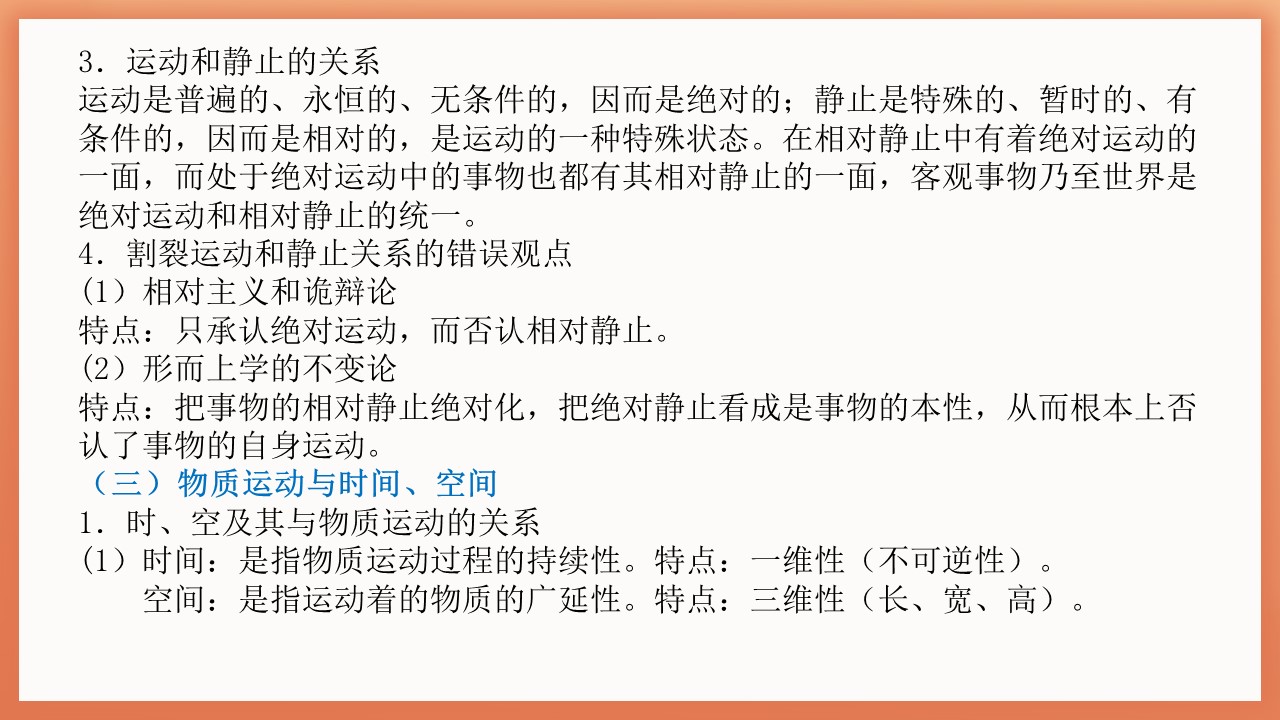 3．运动和静止的关系
运动是普遍的、永恒的、无条件的，因而是绝对的；静止是特殊的、暂时的、有
条件的，因而是相对的，是运动的一种特殊状态。在相对静止中有着绝对运动的
一面，而处于绝对运动中的事物也都有其相对静止的一面，客观事物乃至世界是
绝对运动和相对静止的统一。
4．割裂运动和静止关系的错误观点
(1）相对主义和诡辩论
特点：只承认绝对运动，而否认相对静止。
(2）形而上学的不变论
特点：把事物的相对静止绝对化，把绝对静止看成是事物的本性，从而根本上否
认了事物的自身运动。
（三）物质运动与时间、空间
1．时、空及其与物质运动的关系
(1）时间：是指物质运动过程的持续性。特点：一维性（不可逆性）。
空间：是指运动着的物质的广延性。特点：三维性（长、宽、高）。